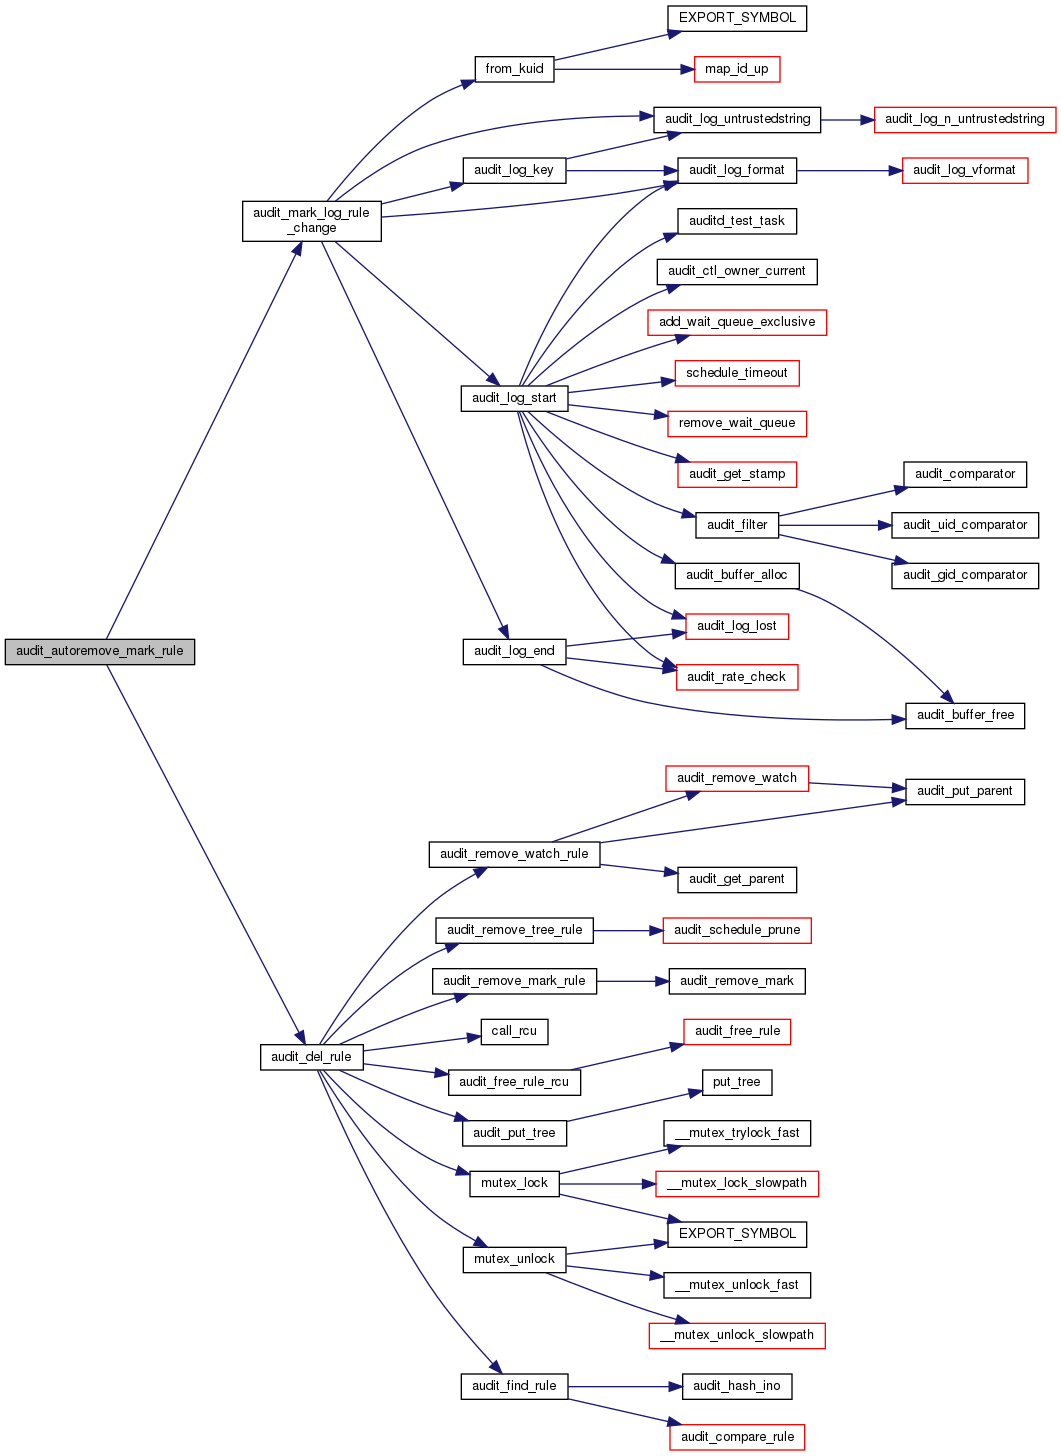 EXPORT_SYMBOL
from_kuid
map_id_up
audit_log_untrustedstring
audit_log_n_untrustedstring
audit_log_key
audit_log_format
audit_log_vformat
audit_mark_log_rule
_change
auditd_test_task
audit_ctl_owner_current
add_wait_queue_exclusive
schedule_timeout
audit_log_start
remove_wait_queue
audit_get_stamp
audit_comparator
audit_filter
audit_uid_comparator
audit_buffer_alloc
audit_gid_comparator
audit_log_lost
audit_autoremove_mark_rule
audit_log_end
audit_rate_check
audit_buffer_free
audit_remove_watch
audit_put_parent
audit_remove_watch_rule
audit_get_parent
audit_remove_tree_rule
audit_schedule_prune
audit_remove_mark_rule
audit_remove_mark
call_rcu
audit_free_rule
audit_del_rule
audit_free_rule_rcu
put_tree
audit_put_tree
__mutex_trylock_fast
mutex_lock
__mutex_lock_slowpath
EXPORT_SYMBOL
mutex_unlock
__mutex_unlock_fast
__mutex_unlock_slowpath
audit_find_rule
audit_hash_ino
audit_compare_rule